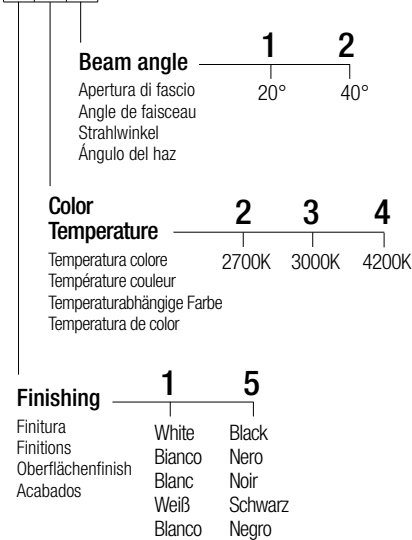 Beam angle 1 2
Apertura di fascio 20° 40°
Angle de faisceau
Strahlwinkel
Ángulo del haz
Color
Temperature 2 3 4
Temperatura colore 2700K 3000K 4200K
Température couleur
Temperaturabhängige Farbe
Temperatura de color
Finishing 1 5
Finitura White Black
Finitions Bianco Nero
Oberflächenfinish Blanc Noir
Acabados Weiß Schwarz
Blanco Negro